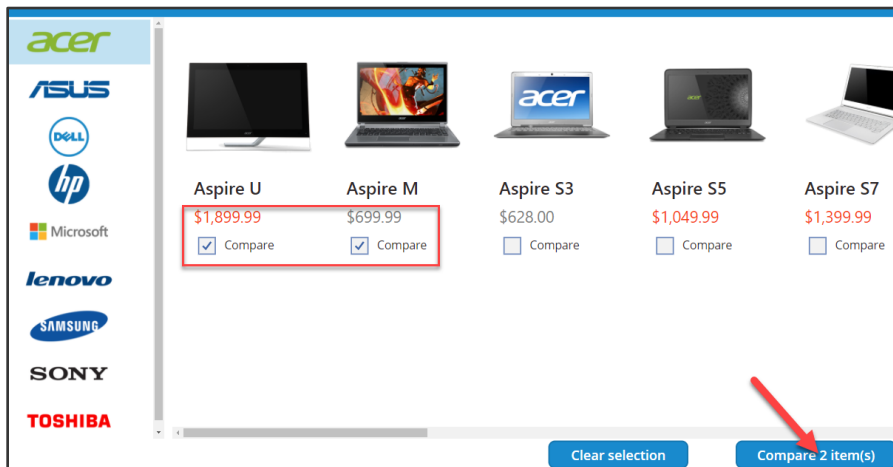 acer
ASUS
DELL
hp
Microsoft
lenovo
SAMSUNG
SONY
TOSHIBA
acer
acer
Aspire U
Aspire M
Aspire S3
Aspire S5
Aspire S7
$1,899.99
$699.99
$628.00
$1,049.99
$1,399.99
Compare
Compare
Compare
Compare
Compare
Clear selection
Compare 2 item(s)